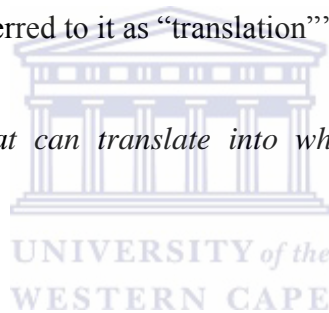 erred to it as “translation”’
at can translate into wh
UNIVERSITY of the
WESTERN CAPE